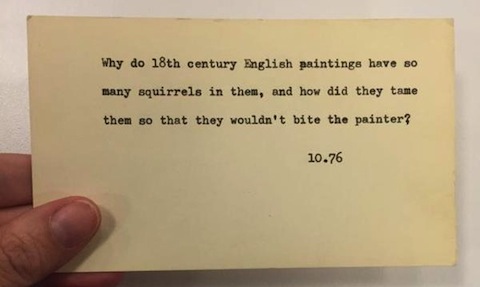 Why do 18th century English paintings have so
many squirrels in them, and how did they tame
them so that they wouldn't bite the painter?
10.76